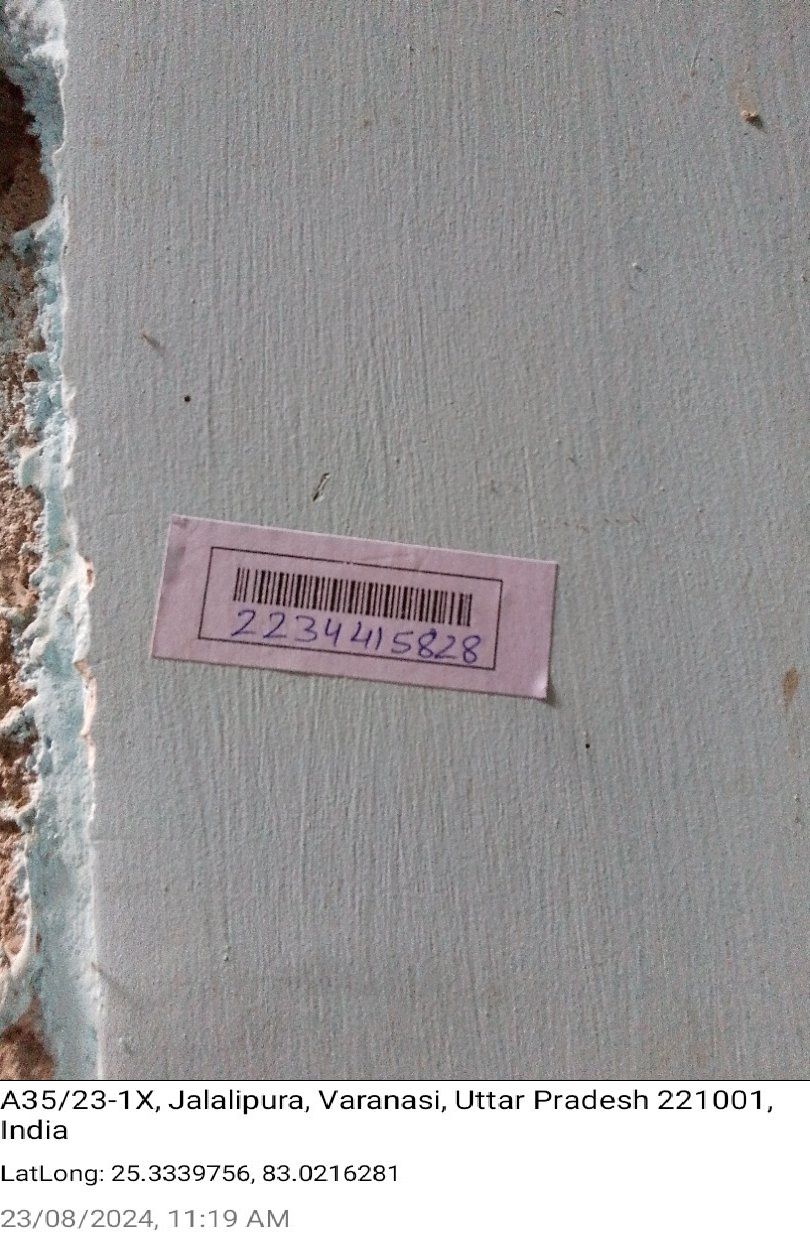 2234415828
A35/23-1X, Jalalipura, Varanasi, Uttar Pradesh 221001,
India
LatLong: 25.3339756, 83.0216281
23/08/2024, 11:19 AM